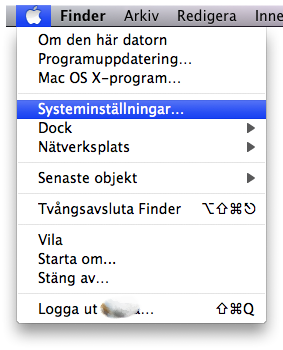 Finder Arkiv Redigera Inne
Om den här datorn
Programuppdatering...
Mac OS X-program...
Systeminställningar...
Dock
Nätverksplats
Senaste objekt
Tvångsavsluta Finder ⌥⇧⌘⎋
Vila
Starta om...
Stäng av...
Logga ut ... ⇧⌘Q